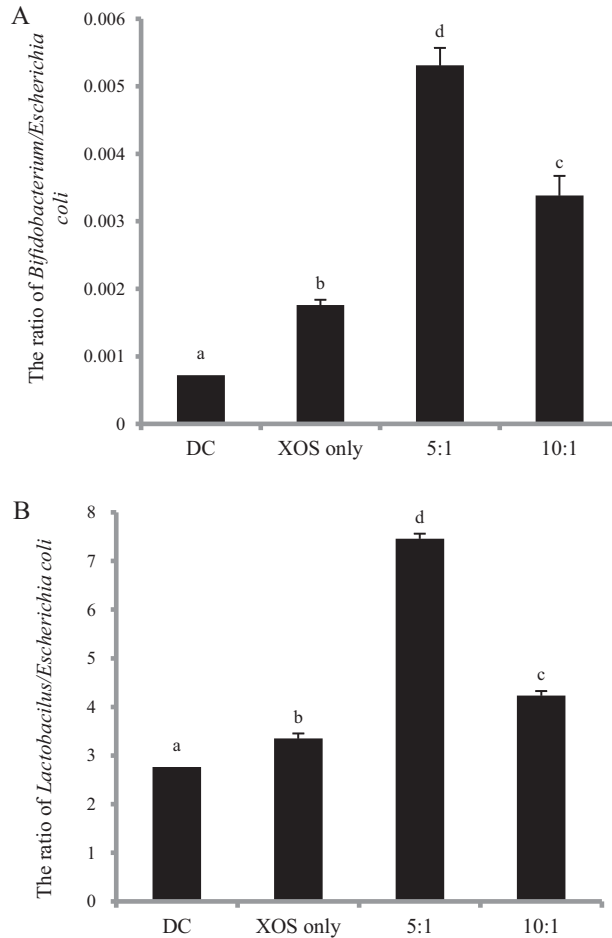 A
The ratio of Bifidobacterium/Escherichia
coli
0.006
0.005
0.004
0.003
0.002
0.001
0
a
b
d
c
DC
XOS only
5:1
10:1
B
The ratio of Lactobacilus/Escherichia coli
8
7
6
5
4
3
2
1
0
a
b
d
c
DC
XOS only
5:1
10:1